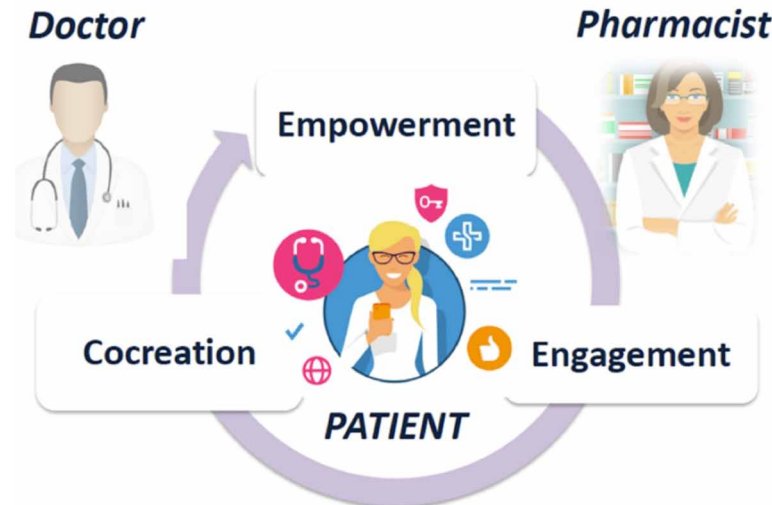 Doctor
Pharmacist
Empowerment
Cocreation
Engagement
PATIENT